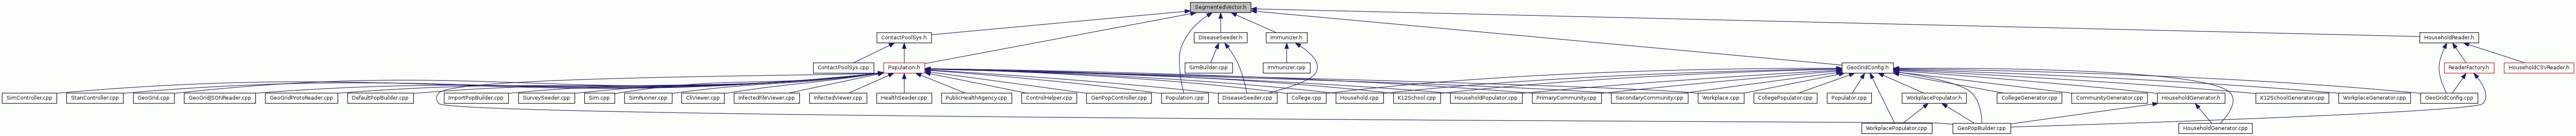 SegmentedVector.h
ContactPoolSys.h
DiseaseSeeder.h
Immunizer.h
HouseholdReader.h
ContactPoolSys.cpp
Population.h
SimBuilder.cpp
Immunizer.cpp
GeoGridConfig.h
ReaderFactory.h
HouseholdCSVReader.h
SimController.cpp
StanController.cpp
GeoGrid.cpp
GeoGridJSONReader.cpp
GeoGridProtoReader.cpp
DefaultPopBuilder.cpp
ImportPopBuilder.cpp
SurveySeeder.cpp
Sim.cpp
SimRunner.cpp
CliViewer.cpp
InfectedFileViewer.cpp
InfectedViewer.cpp
HealthSeeder.cpp
PublicHealthAgency.cpp
ControlHelper.cpp
GenPopController.cpp
Population.cpp
DiseaseSeeder.cpp
College.cpp
Household.cpp
K12School.cpp
HouseholdPopulator.cpp
PrimaryCommunity.cpp
SecondaryCommunity.cpp
Workplace.cpp
CollegePopulator.cpp
Populator.cpp
WorkplacePopulator.h
CollegeGenerator.cpp
CommunityGenerator.cpp
HouseholdGenerator.h
K12SchoolGenerator.cpp
WorkplaceGenerator.cpp
GeoGridConfig.cpp
WorkplacePopulator.cpp
GeoPopBuilder.cpp
HouseholdGenerator.cpp